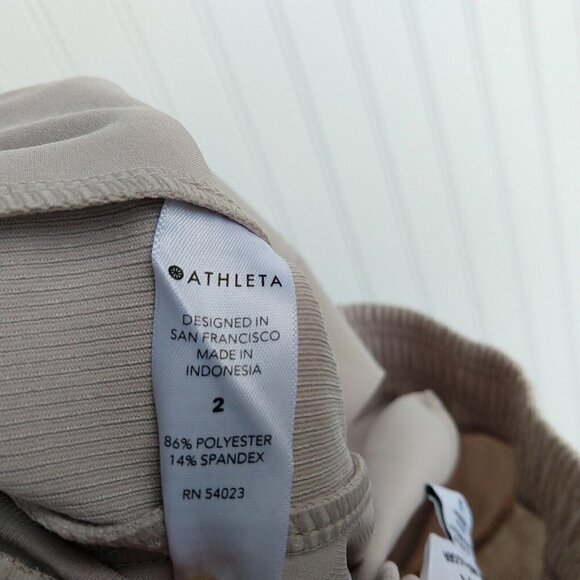 ATHLETA
DESIGNED IN
SAN FRANCISCO
MADE IN
INDONESIA
2
86% POLYESTER
14% SPANDEX
RN 54023